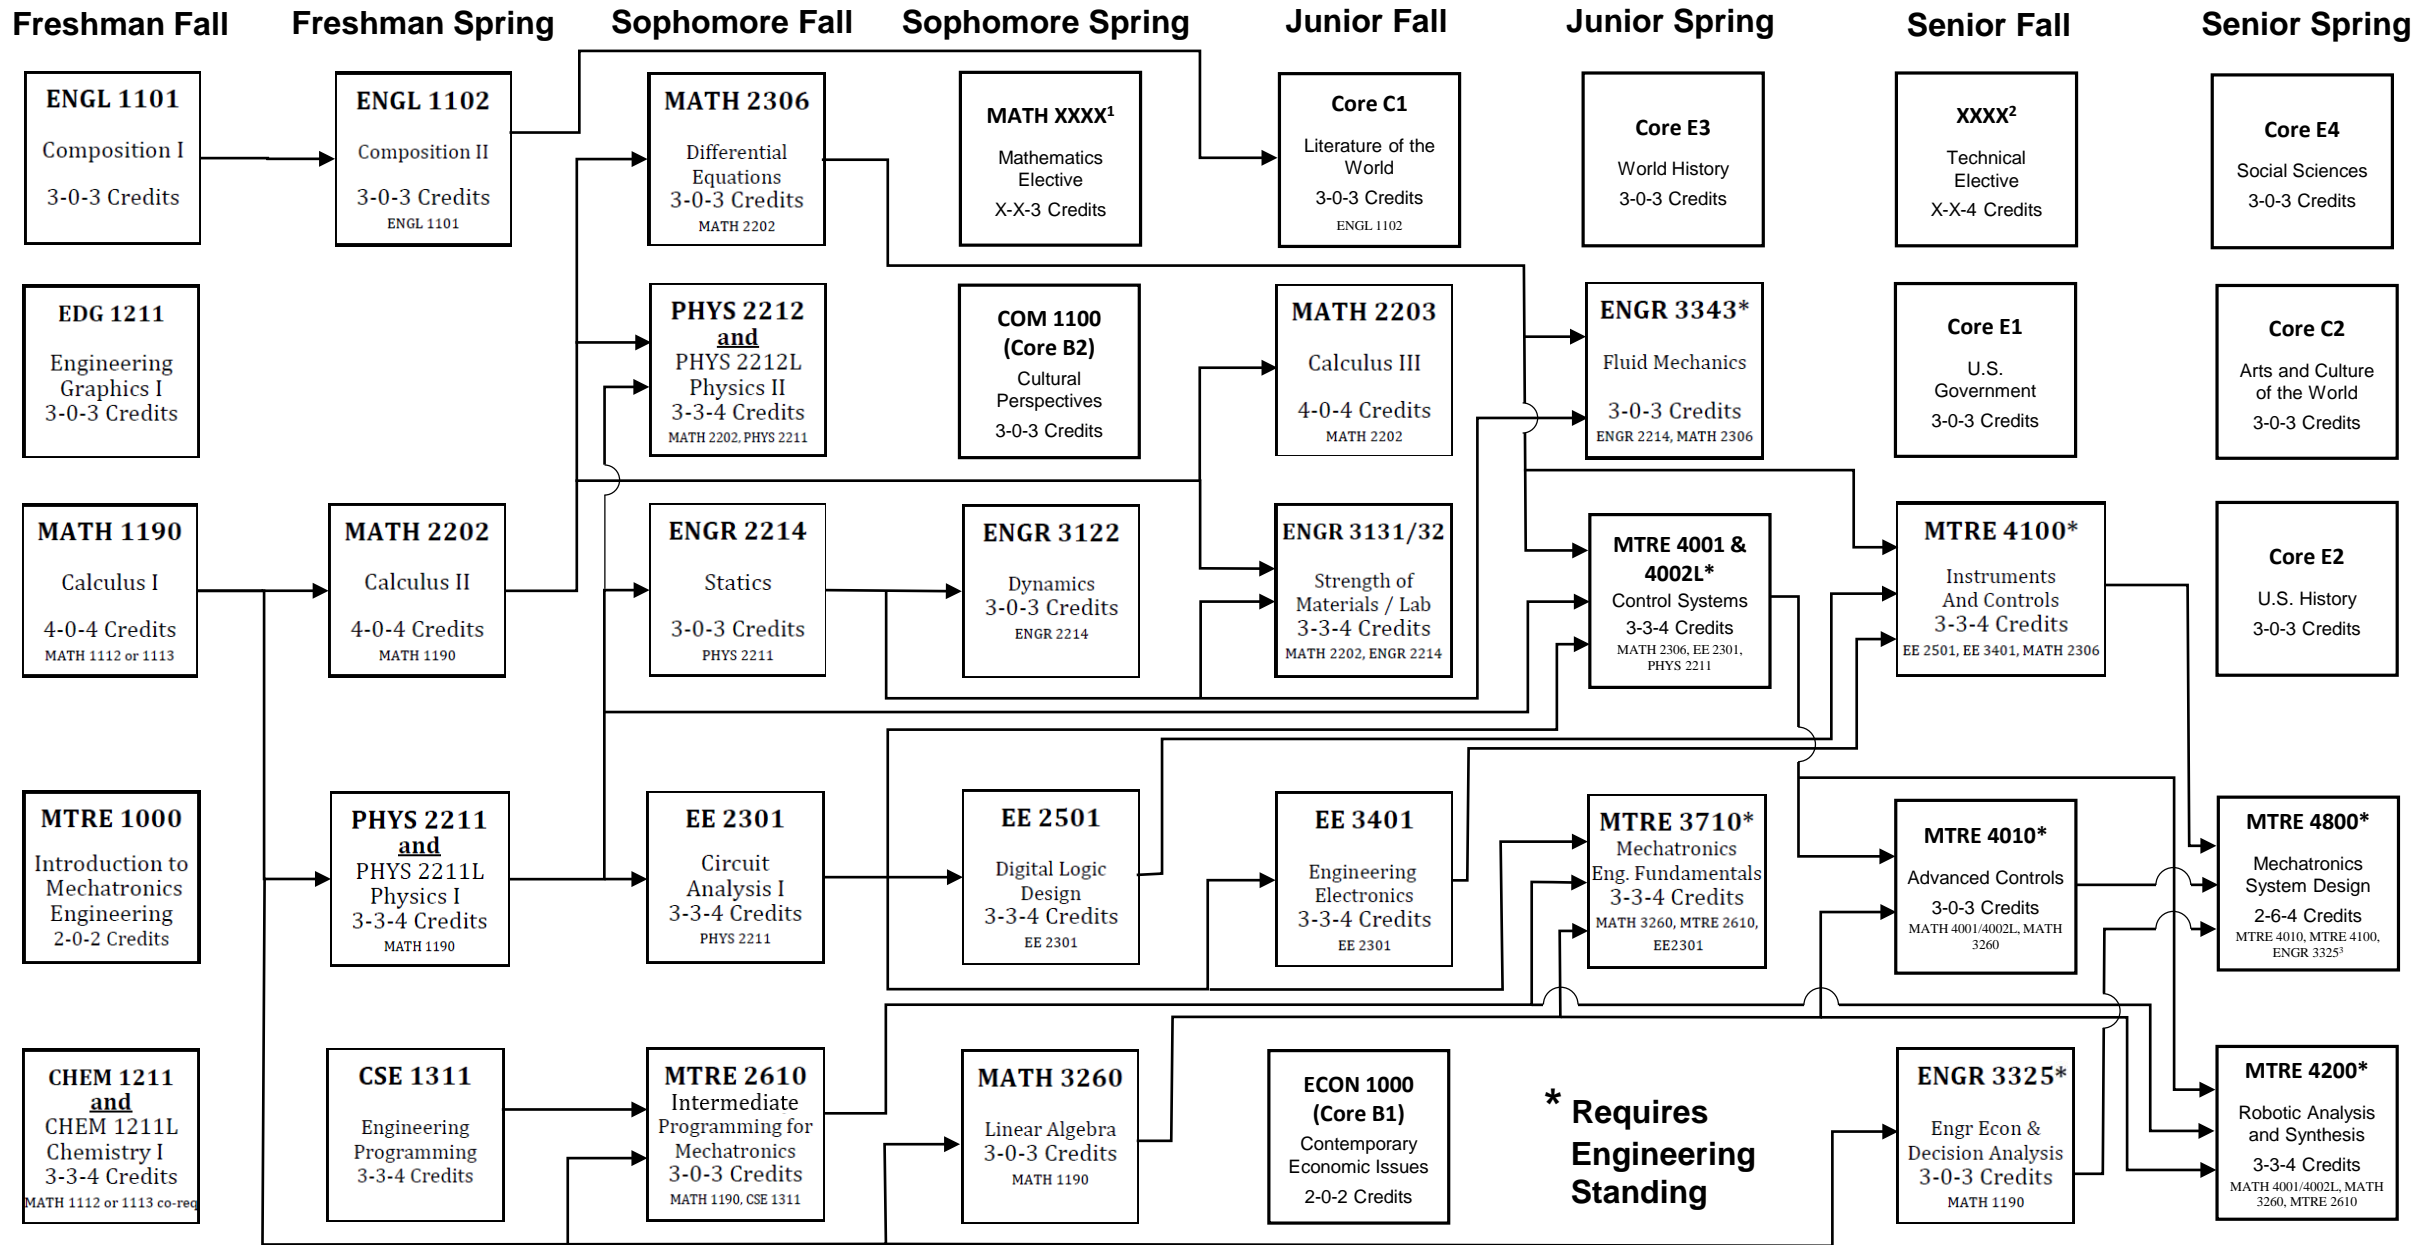 Freshman Fall
Freshman Spring
Sophomore Fall
Sophomore Spring
Junior Fall
Junior Spring
Senior Fall
Senior Spring
ENGL 1101
Composition I
3-0-3 Credits
ENGL 1102
Composition II
3-0-3 Credits
ENGL 1101
MATH 2306
Differential
Equations
3-0-3 Credits
MATH 2202
MATH XXXX¹
Mathematics
Elective
X-X-3 Credits
Core C1
Literature of the
World
3-0-3 Credits
ENGL 1102
Core E3
World History
3-0-3 Credits
XXXX²
Technical
Elective
X-X-4 Credits
Core E4
Social Sciences
3-0-3 Credits
EDG 1211
Engineering
Graphics I
3-0-3 Credits
PHYS 2212
and
PHYS 2212L
Physics II
3-3-4 Credits
MATH 2202, PHYS 2211
COM 1100
(Core B2)
Cultural
Perspectives
3-0-3 Credits
MATH 2203
Calculus III
4-0-4 Credits
MATH 2202
ENGR 3343*
Fluid Mechanics
3-0-3 Credits
ENGR 2214, MATH 2306
Core E1
U.S.
Government
3-0-3 Credits
Core C2
Arts and Culture
of the World
3-0-3 Credits
MATH 1190
Calculus I
4-0-4 Credits
MATH 1112 or 1113
MATH 2202
Calculus II
4-0-4 Credits
MATH 1190
ENGR 2214
Statics
3-0-3 Credits
PHYS 2211
ENGR 3122
Dynamics
3-0-3 Credits
ENGR 2214
ENGR 3131/32
Strength of
Materials / Lab
3-3-4 Credits
MATH 2202, ENGR 2214
MTRE 4001 &
4002L*
Control Systems
3-3-4 Credits
MATH 2306, EE 2301,
PHYS 2211
MTRE 4100*
Instruments
And Controls
3-3-4 Credits
EE 2501, EE 3401, MATH 2306
Core E2
U.S. History
3-0-3 Credits
MTRE 1000
Introduction to
Mechatronics
Engineering
2-0-2 Credits
PHYS 2211
and
PHYS 2211L
Physics I
3-3-4 Credits
MATH 1190
EE 2301
Circuit
Analysis I
3-3-4 Credits
PHYS 2211
EE 2501
Digital Logic
Design
3-3-4 Credits
EE 2301
EE 3401
Engineering
Electronics
3-3-4 Credits
EE 2301
MTRE 3710*
Mechatronics
Eng. Fundamentals
3-3-4 Credits
MATH 3260, MTRE 2610,
EE2301
MTRE 4010*
Advanced Controls
3-0-3 Credits
MATH 4001/4002L, MATH
3260
MTRE 4800*
Mechatronics
System Design
2-6-4 Credits
MTRE 4010, MTRE 4100,
ENGR 3325³
CHEM 1211
and
CHEM 1211L
Chemistry I
3-3-4 Credits
MATH 1112 or 1113 co-req
CSE 1311
Engineering
Programming
3-3-4 Credits
MTRE 2610
Intermediate
Programming for
Mechatronics
3-0-3 Credits
MATH 1190, CSE 1311
MATH 3260
Linear Algebra
3-0-3 Credits
MATH 1190
ECON 1000
(Core B1)
Contemporary
Economic Issues
2-0-2 Credits
* Requires
Engineering
Standing
ENGR 3325*
Engr Econ &
Decision Analysis
3-0-3 Credits
MATH 1190
MTRE 4200*
Robotic Analysis
and Synthesis
3-3-4 Credits
MATH 4001/4002L, MATH
3260, MTRE 2610